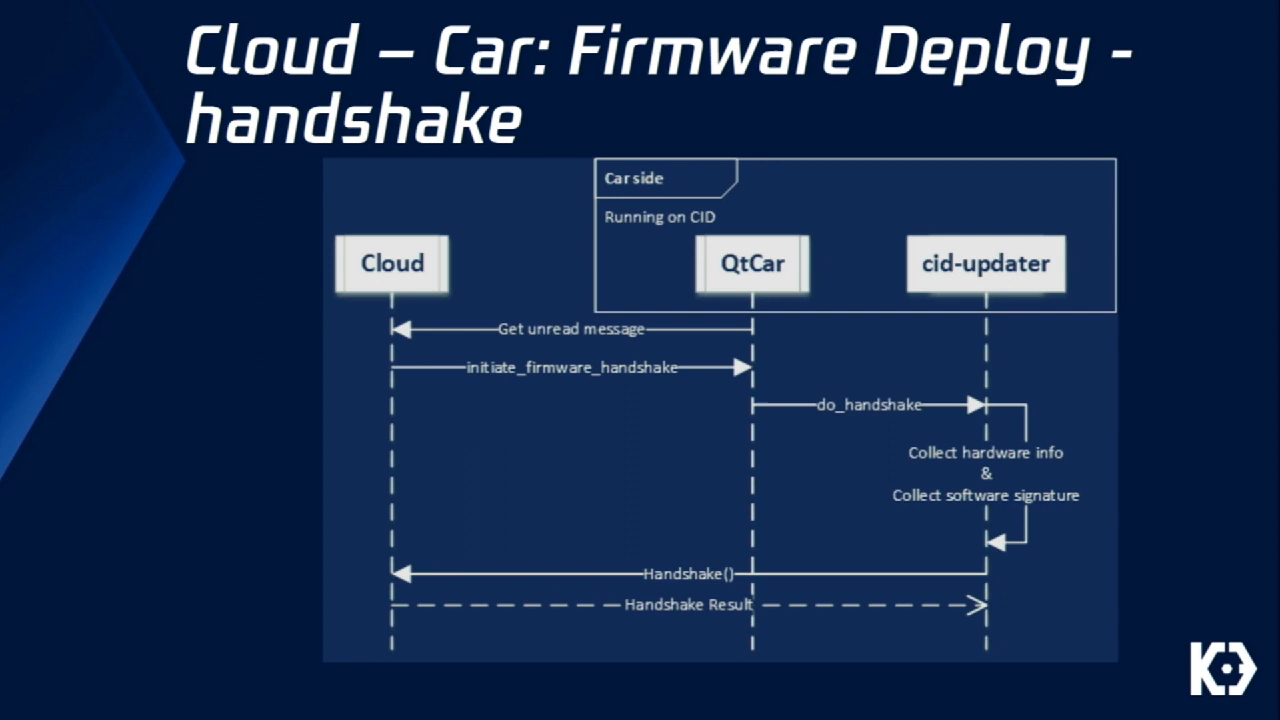 Cloud – Car: Firmware Deploy -
handshake
Car side
Running on CID
Cloud
QtCar
cid-updater
Get unread message
initiate_firmware_handshake
do_handshake
Collect hardware info
&
Collect software signature
Handshake()
Handshake Result